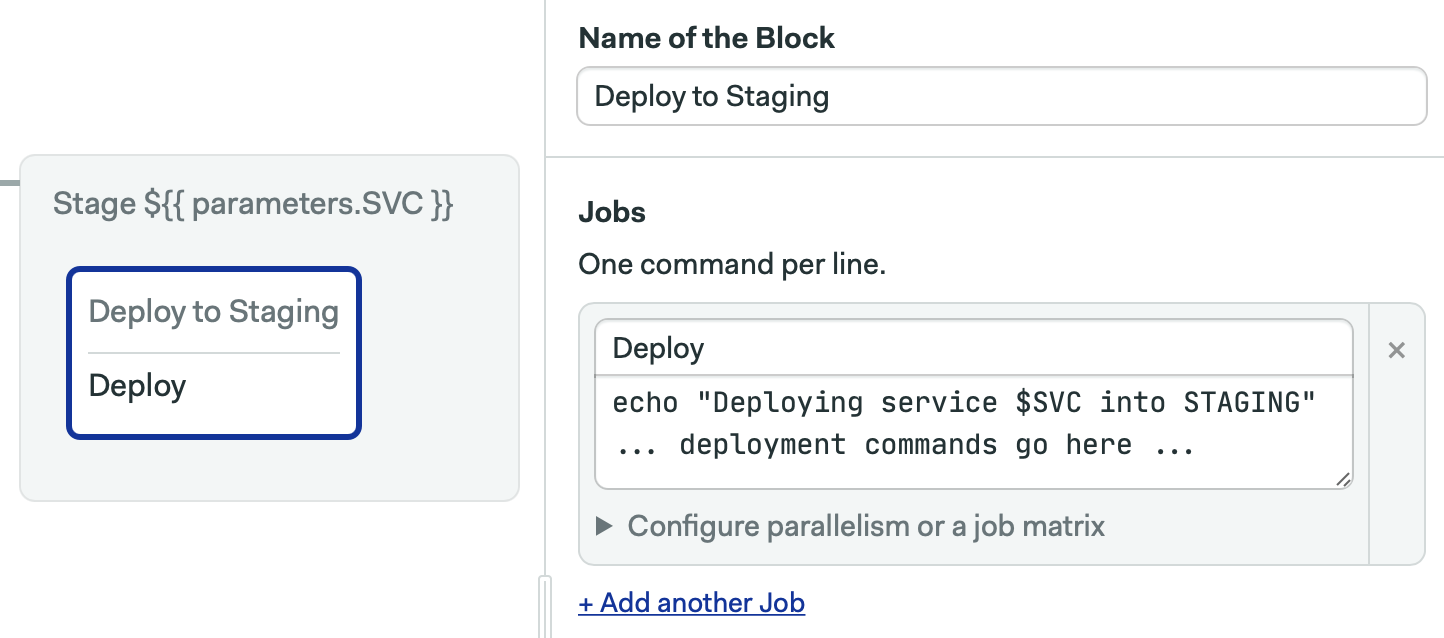 Stage ${{ parameters.SVC }}
Deploy to Staging
Deploy
Name of the Block
Deploy to Staging
Jobs
One command per line.
Deploy
echo "Deploying service $SVC into STAGING"
... deployment commands go here ...
Configure parallelism or a job matrix
+ Add another Job